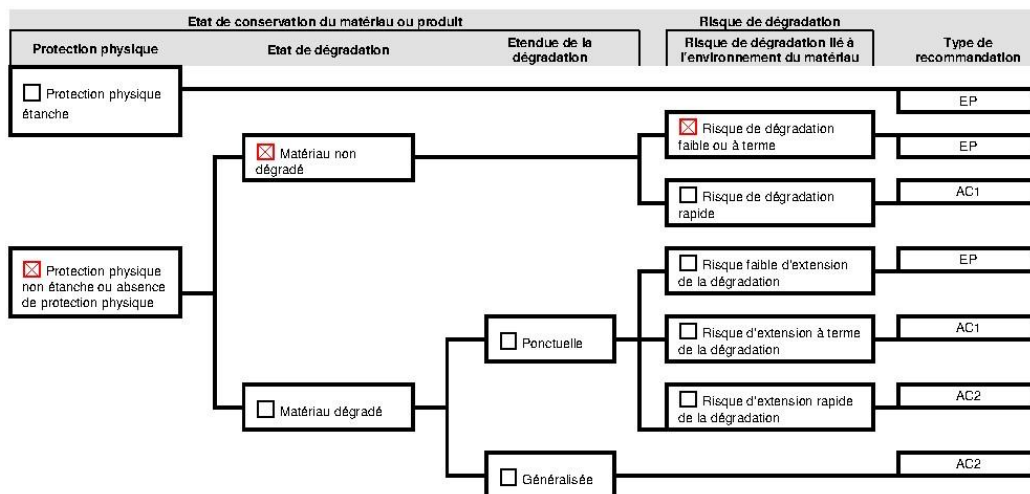 Etat de conservation du matériau ou produit
Risque de dégradation
Protection physique
Etat de dégradation
Etendue de la
dégradation
Risque de dégradation lié à
l'environnement du matériau
Type de
recommandation
Protection physique
étanche
EP
Matériau non
dégradé
Risque de dégradation
faible ou à terme
EP
Risque de dégradation
rapide
AC1
Protection physique
non étanche ou absence
de protection physique
Risque faible d'extension
de la dégradation
EP
Ponctuelle
Risque d'extension à terme
de la dégradation
AC1
Matériau dégradé
Risque d'extension rapide
de la dégradation
AC2
Généralisée
AC2